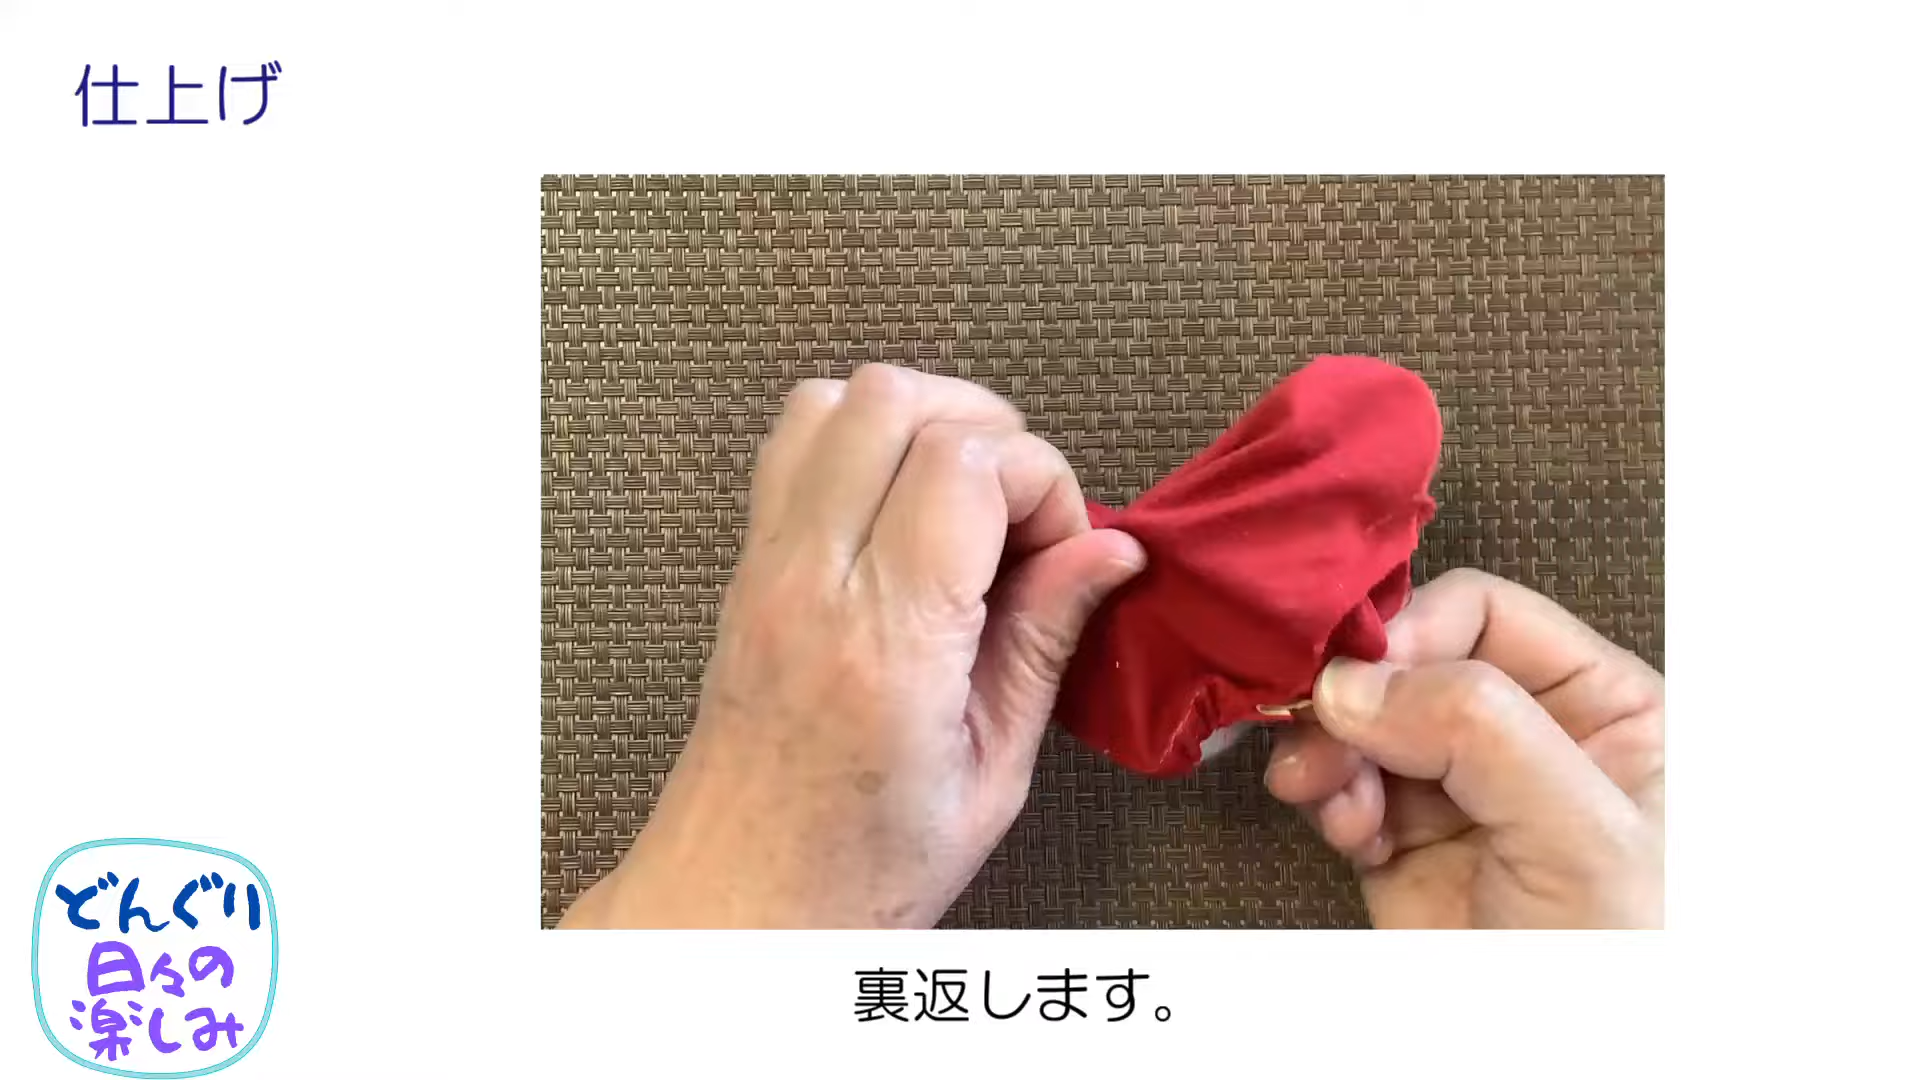 仕上げ
裏返します。
どんぐり
日々の
楽しみ